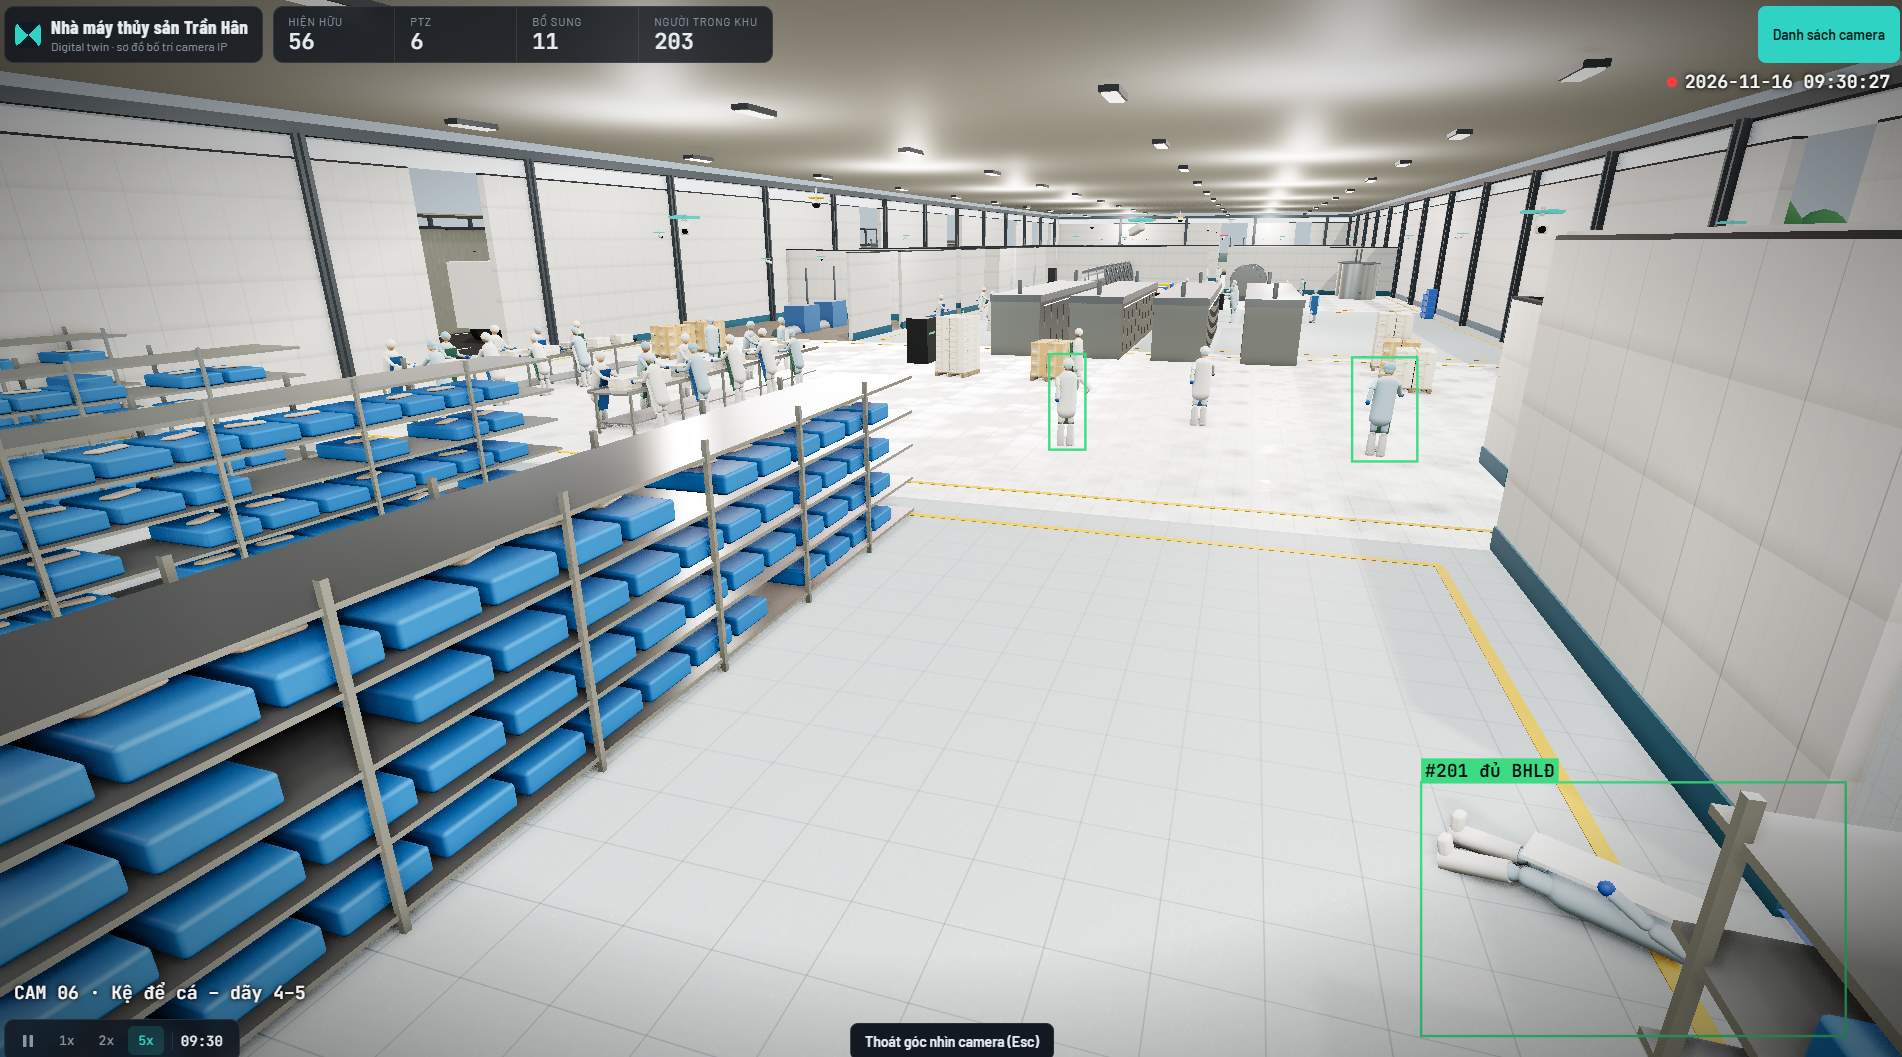 Nhà máy thủy sản Trần Hân
Digital twin · sơ đồ bố trí camera IP
HIỆN HỮU
56
PTZ
6
BỔ SUNG
11
NGƯỜI TRONG KHU
203
Danh sách camera
2026-11-16 09:30:27
#201 đủ BHLĐ
CAM 06 · Kệ để cá – dãy 4–5
1x 2x 5x 09:30
Thoát góc nhìn camera (Esc)